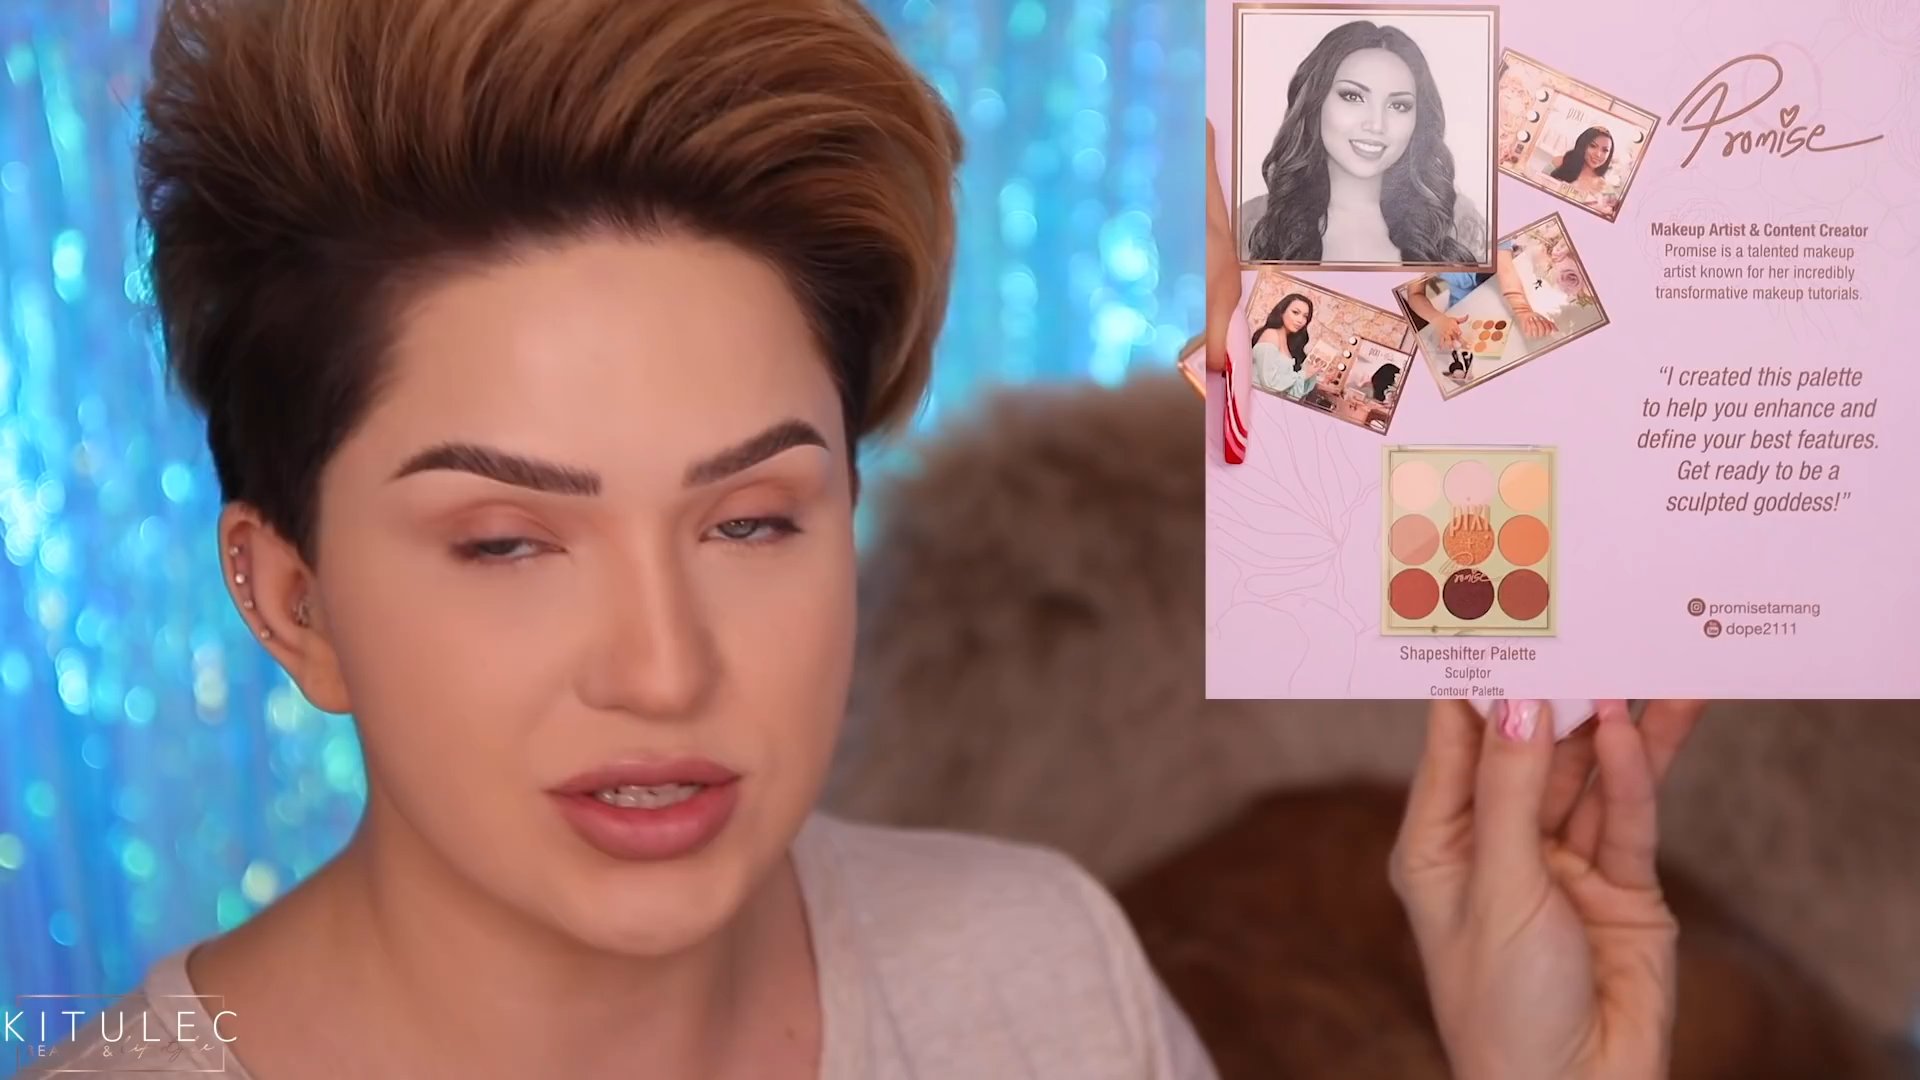 Promise
Makeup Artist & Content Creator
Promise is a talented makeup
artist known for her incredibly
transformative makeup tutorials.
“I created this palette
to help you enhance and
define your best features.
Get ready to be a
sculpted goddess!”
pixi
+
Promise
promisetamang
dope2111
Shapeshifter Palette
Sculptor
Contour Palette
KITULEC